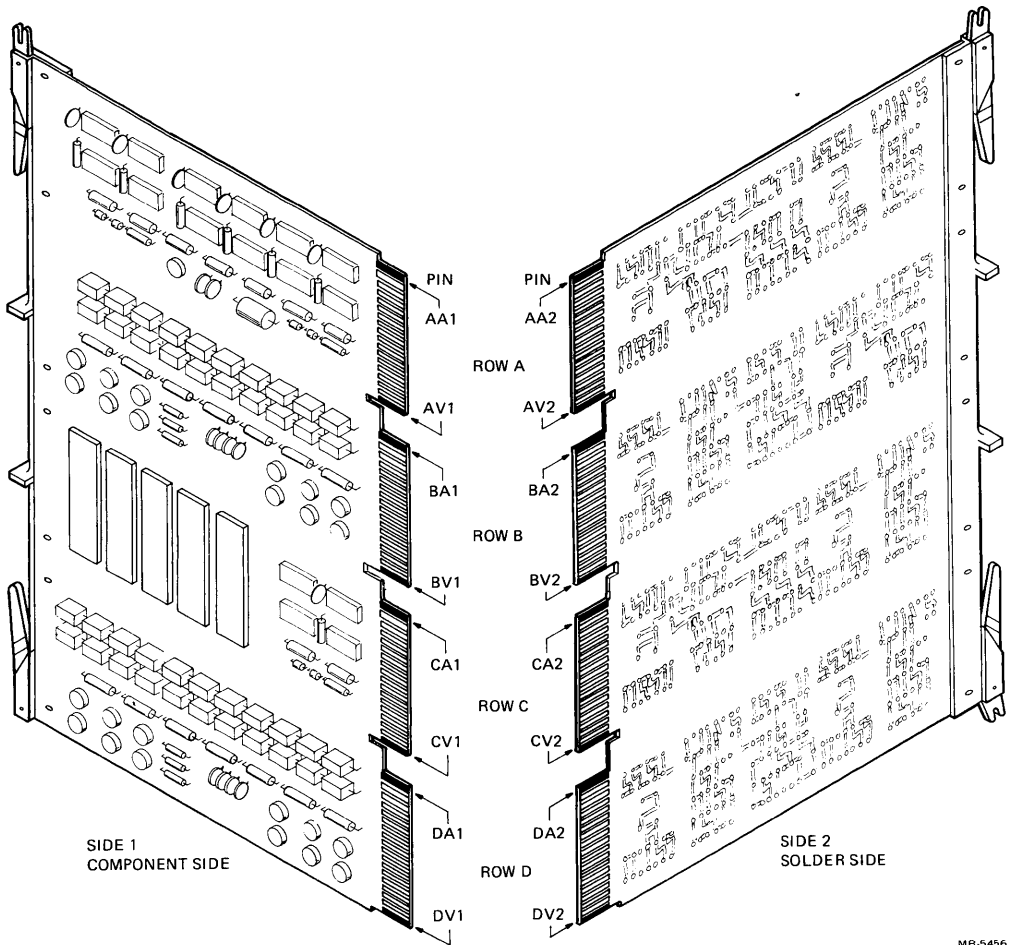 PIN
PIN
AA1
AA2
ROW A
AV1
AV2
BA1
BA2
ROW B
BV1
BV2
CA1
CA2
ROW C
CV1
CV2
DA1
DA2
SIDE 1
COMPONENT SIDE
SIDE 2
SOLDER SIDE
ROW D
DV1
DV2
MR-5456